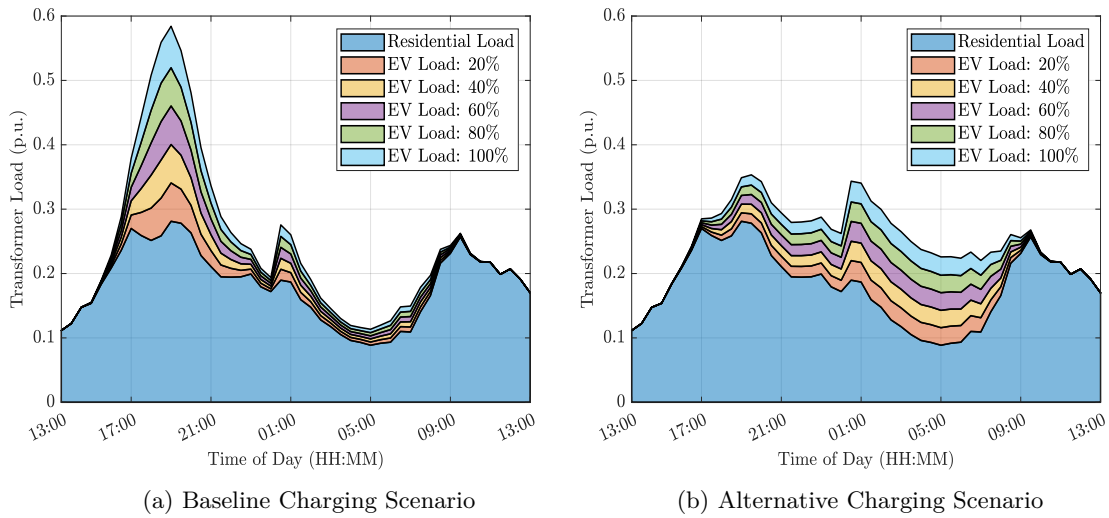 0.6
0.5
0.4
0.3
0.2
0.1
0
Transformer Load (p.u.)
Residential Load
EV Load: 20%
EV Load: 40%
EV Load: 60%
EV Load: 80%
EV Load: 100%
13:00 17:00 21:00 01:00 05:00 09:00 13:00
Time of Day (HH:MM)
(a) Baseline Charging Scenario
0.6
0.5
0.4
0.3
0.2
0.1
0
Transformer Load (p.u.)
Residential Load
EV Load: 20%
EV Load: 40%
EV Load: 60%
EV Load: 80%
EV Load: 100%
13:00 17:00 21:00 01:00 05:00 09:00 13:00
Time of Day (HH:MM)
(b) Alternative Charging Scenario